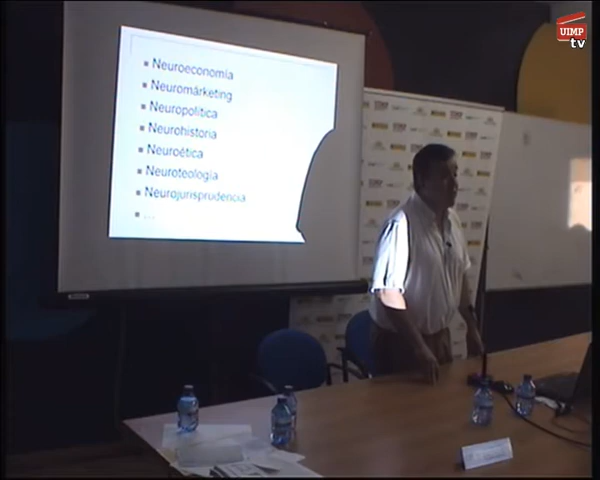 UIMP
tv
Neuroeconomía
Neuromárketing
Neuropolítica
Neurohistoria
Neuroética
Neuroteología
Neurojurisprudencia
...